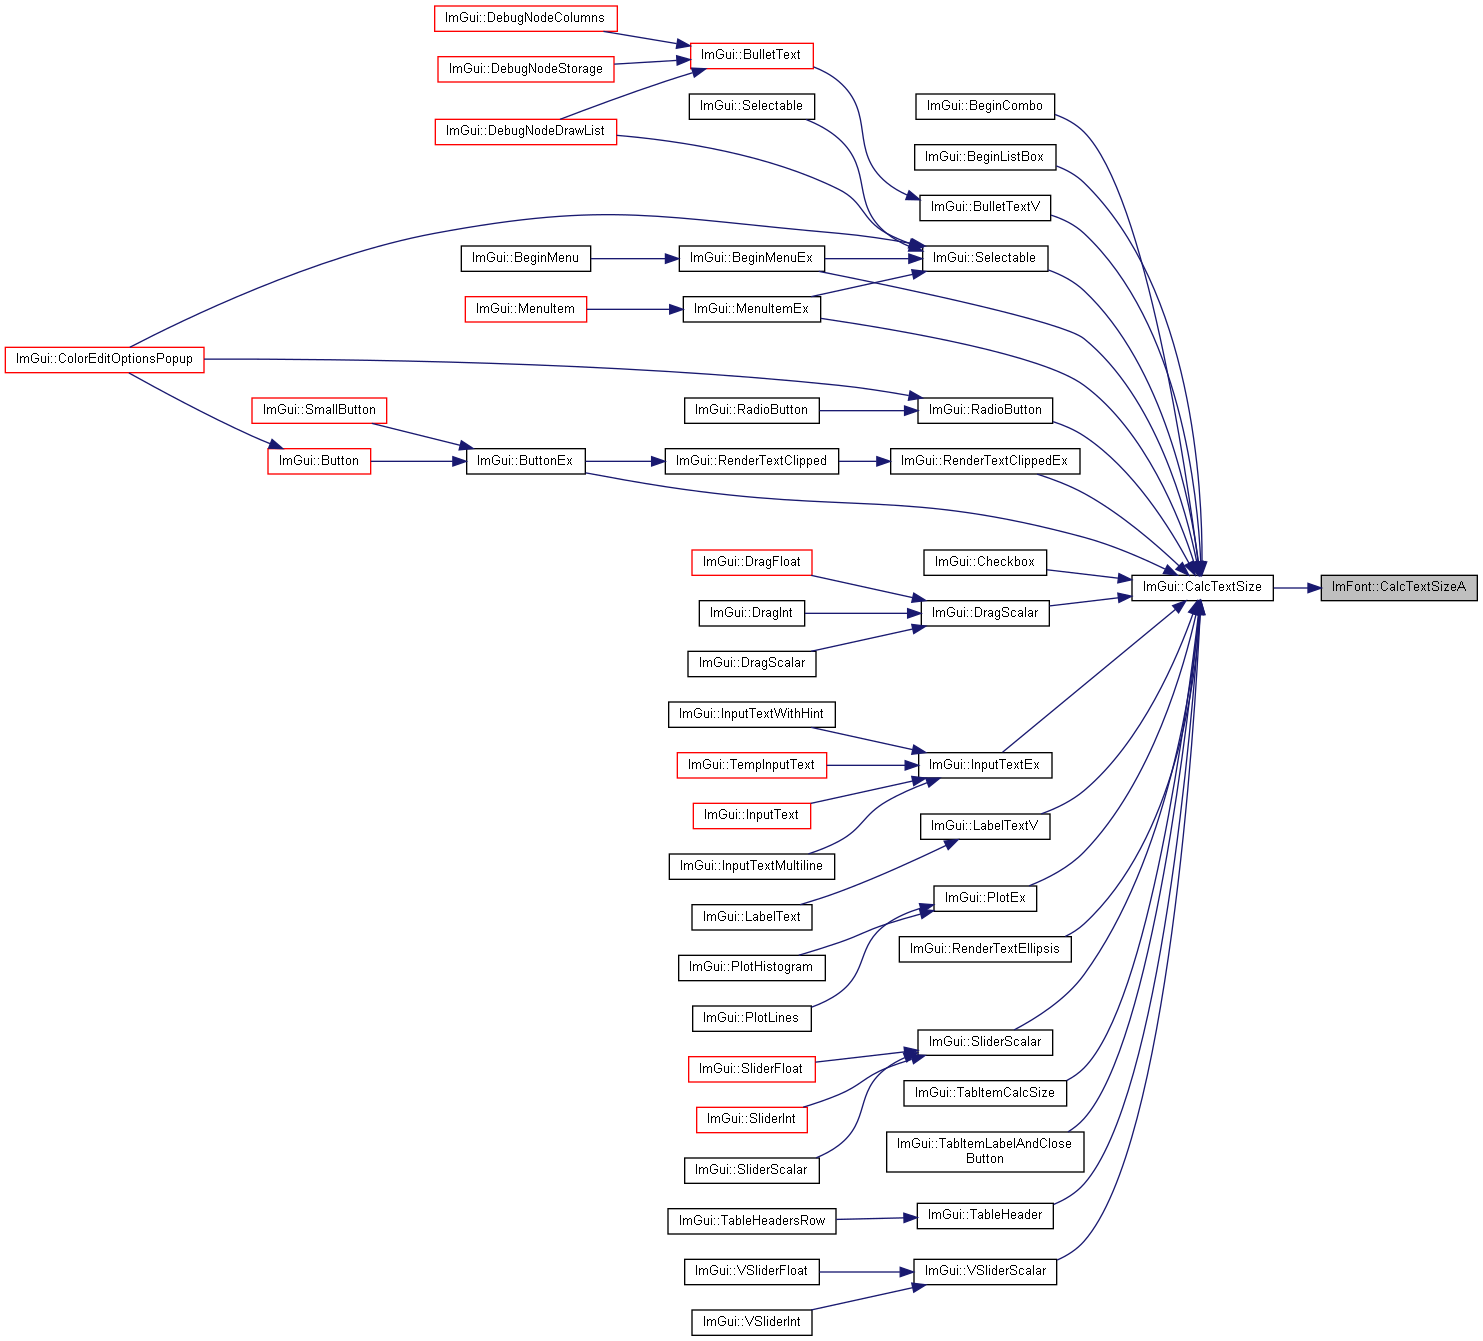 ImGui::DebugNodeColumns
ImGui::BulletText
ImGui::DebugNodeStorage
ImGui::Selectable
ImGui::BeginCombo
ImGui::DebugNodeDrawList
ImGui::BeginListBox
ImGui::BulletTextV
ImGui::BeginMenu
ImGui::BeginMenuEx
ImGui::Selectable
ImGui::MenuItem
ImGui::MenuItemEx
ImGui::ColorEditOptionsPopup
ImGui::SmallButton
ImGui::RadioButton
ImGui::RadioButton
ImGui::Button
ImGui::ButtonEx
ImGui::RenderTextClipped
ImGui::RenderTextClippedEx
ImGui::DragFloat
ImGui::Checkbox
ImGui::CalcTextSize
ImFont::CalcTextSizeA
ImGui::DragInt
ImGui::DragScalar
ImGui::DragScalar
ImGui::InputTextWithHint
ImGui::TempInputText
ImGui::InputTextEx
ImGui::InputText
ImGui::LabelTextV
ImGui::InputTextMultiline
ImGui::PlotEx
ImGui::LabelText
ImGui::RenderTextEllipsis
ImGui::PlotHistogram
ImGui::PlotLines
ImGui::SliderScalar
ImGui::SliderFloat
ImGui::TabItemCalcSize
ImGui::SliderInt
ImGui::TabItemLabelAndClose
Button
ImGui::SliderScalar
ImGui::TableHeader
ImGui::TableHeadersRow
ImGui::VSliderFloat
ImGui::VSliderScalar
ImGui::VSliderInt